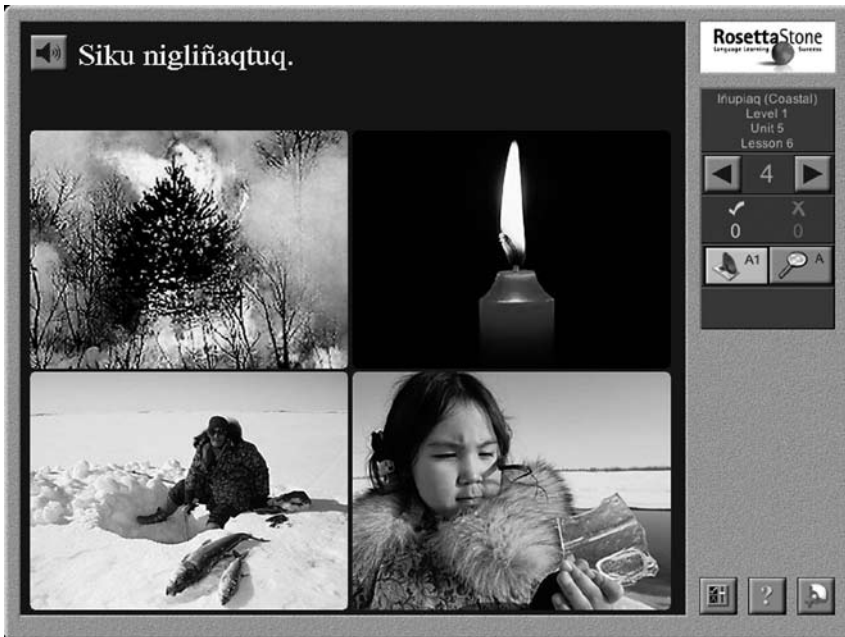 Siku nigliñaqtuq.
RosettaStone
Language Learning Success
Iñupiaq (Coastal)
Level 1
Unit 5
Lesson 6
4
0 0
A1 A
?